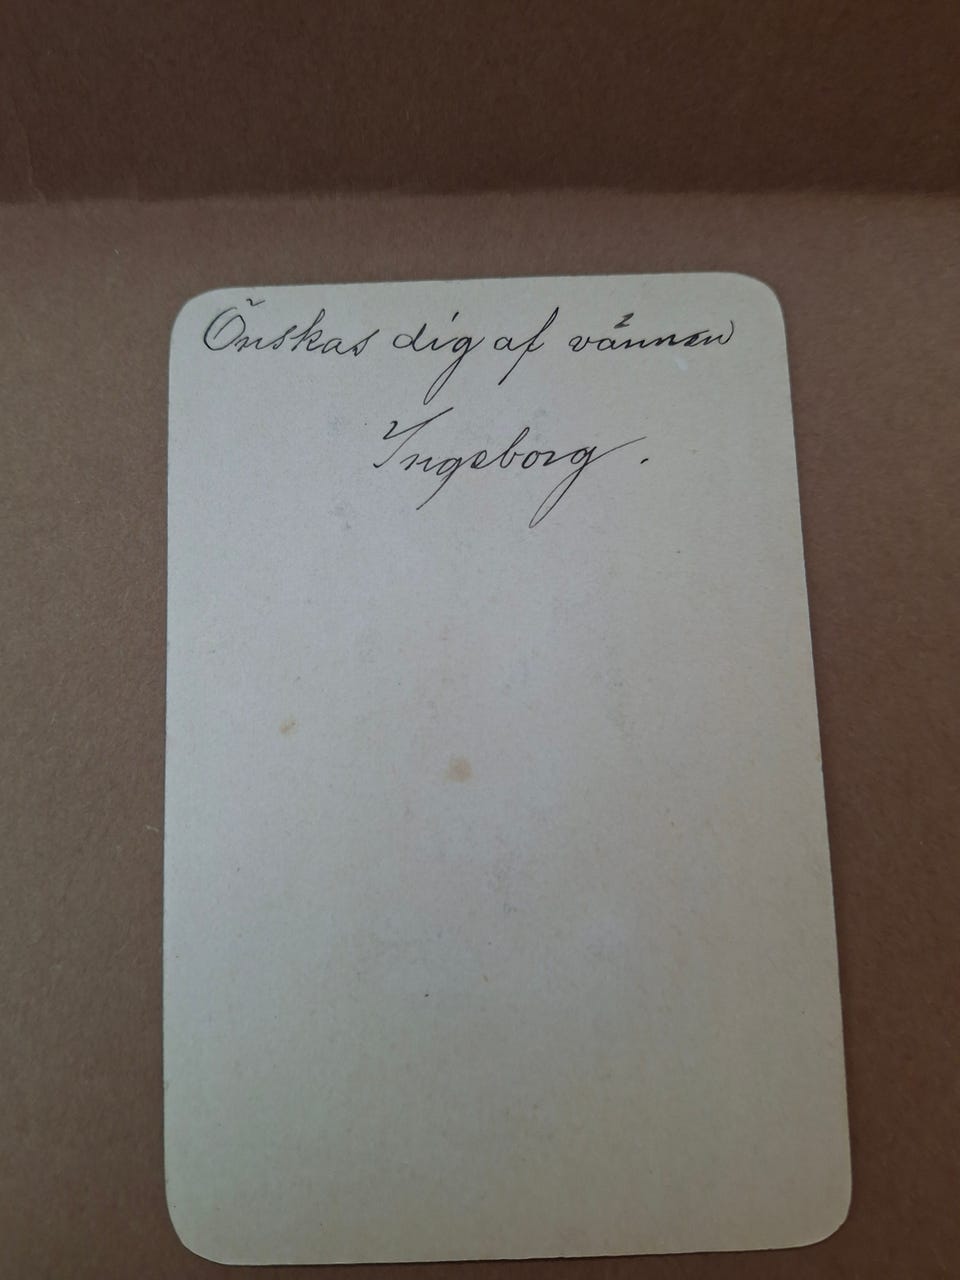 Önskas dig af vännen
Ingeborg.